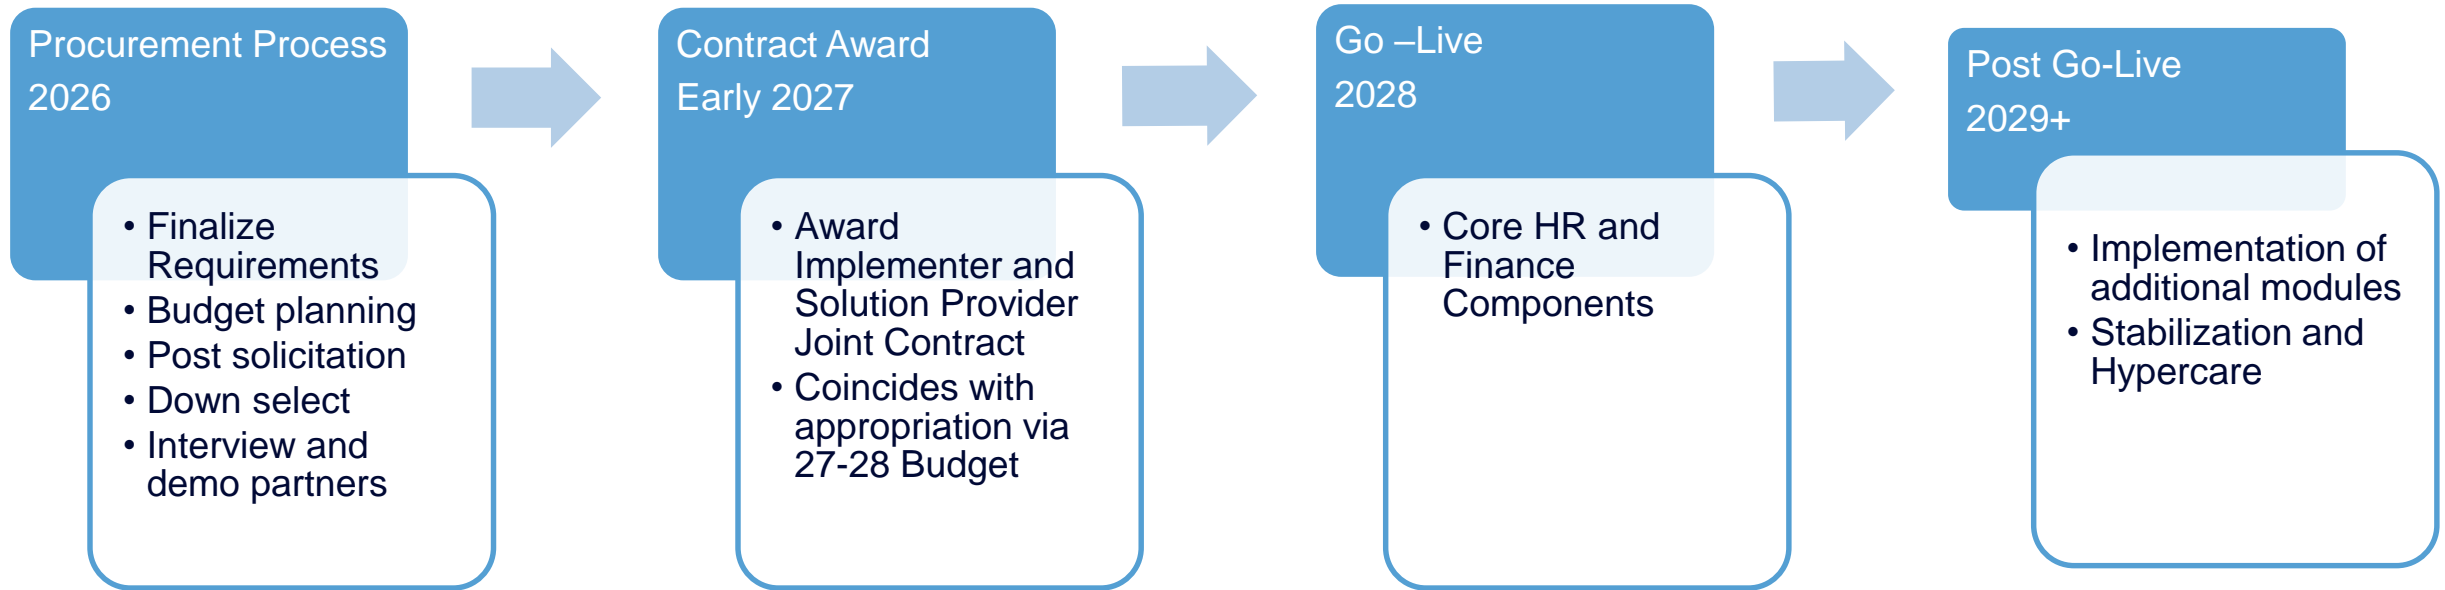 Procurement Process
2026
• Finalize
Requirements
• Budget planning
• Post solicitation
• Down select
• Interview and
demo partners
Contract Award
Early 2027
• Award
Implementer and
Solution Provider
Joint Contract
• Coincides with
appropriation via
27-28 Budget
Go –Live
2028
• Core HR and
Finance
Components
Post Go-Live
2029+
• Implementation of
additional modules
• Stabilization and
Hypercare